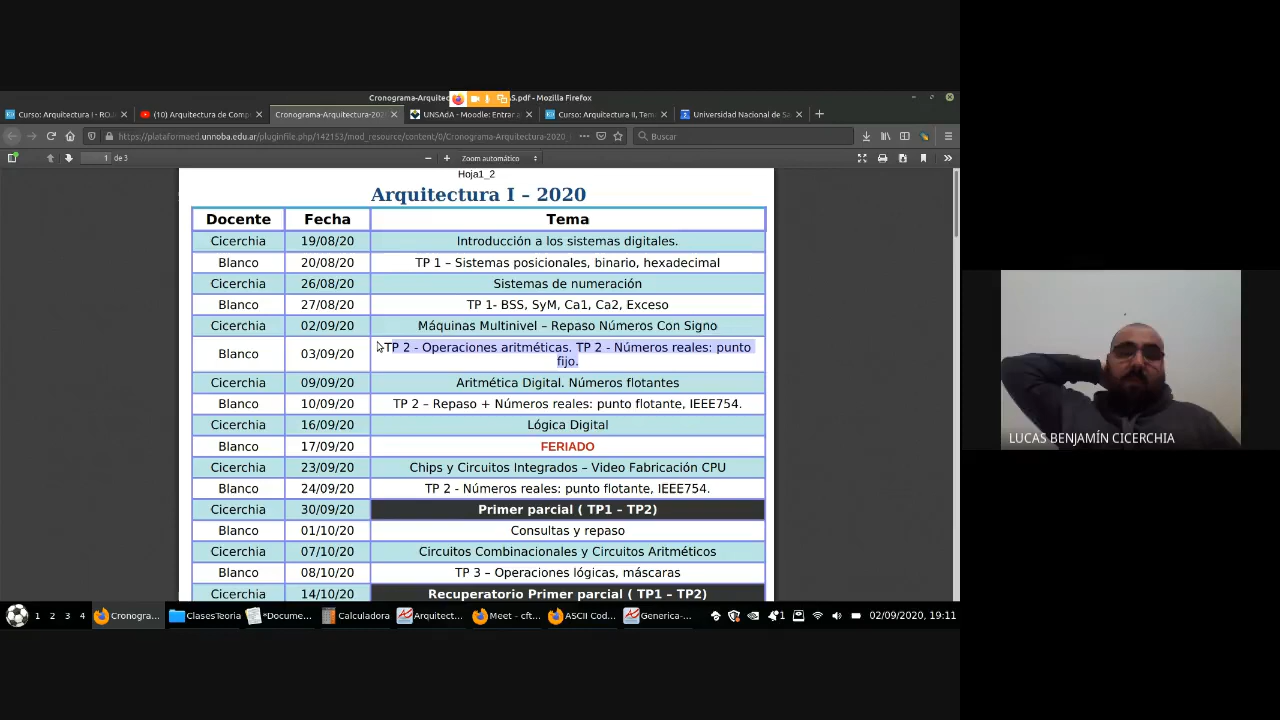 Cronograma-Arquitec S.pdf - Mozilla Firefox
Curso: Arquitectura I - ROJ
(10) Arquitectura de Comp
Cronograma-Arquitectura-202
UNSAdA - Moodle: Entrar a
Curso: Arquitectura II, Tema
Universidad Nacional de Sa
https://plataformaed.unnoba.edu.ar/pluginfile.php/142153/mod_resource/content/0/Cronograma-Arquitectura-2020
Buscar
1 de 3
Zoom automático
Hoja1_2
Arquitectura I – 2020
Docente Fecha Tema
Cicerchia 19/08/20 Introducción a los sistemas digitales.
Blanco 20/08/20 TP 1 – Sistemas posicionales, binario, hexadecimal
Cicerchia 26/08/20 Sistemas de numeración
Blanco 27/08/20 TP 1- BSS, SyM, Ca1, Ca2, Exceso
Cicerchia 02/09/20 Máquinas Multinivel – Repaso Números Con Signo
Blanco 03/09/20 TP 2 - Operaciones aritméticas. TP 2 - Números reales: punto
fijo.
Cicerchia 09/09/20 Aritmética Digital. Números flotantes
Blanco 10/09/20 TP 2 – Repaso + Números reales: punto flotante, IEEE754.
Cicerchia 16/09/20 Lógica Digital
Blanco 17/09/20 FERIADO
Cicerchia 23/09/20 Chips y Circuitos Integrados – Video Fabricación CPU
Blanco 24/09/20 TP 2 - Números reales: punto flotante, IEEE754.
Cicerchia 30/09/20 Primer parcial ( TP1 – TP2)
Blanco 01/10/20 Consultas y repaso
Cicerchia 07/10/20 Circuitos Combinacionales y Circuitos Aritméticos
Blanco 08/10/20 TP 3 – Operaciones lógicas, máscaras
Cicerchia 14/10/20 Recuperatorio Primer parcial ( TP1 – TP2)
LUCAS BENJAMÍN CICERCHIA
1 2 3 4 Cronogra... ClasesTeoria *Docume... Calculadora Arquitect... Meet – cft... ASCII Cod... Generica-... 1 02/09/2020, 19:11